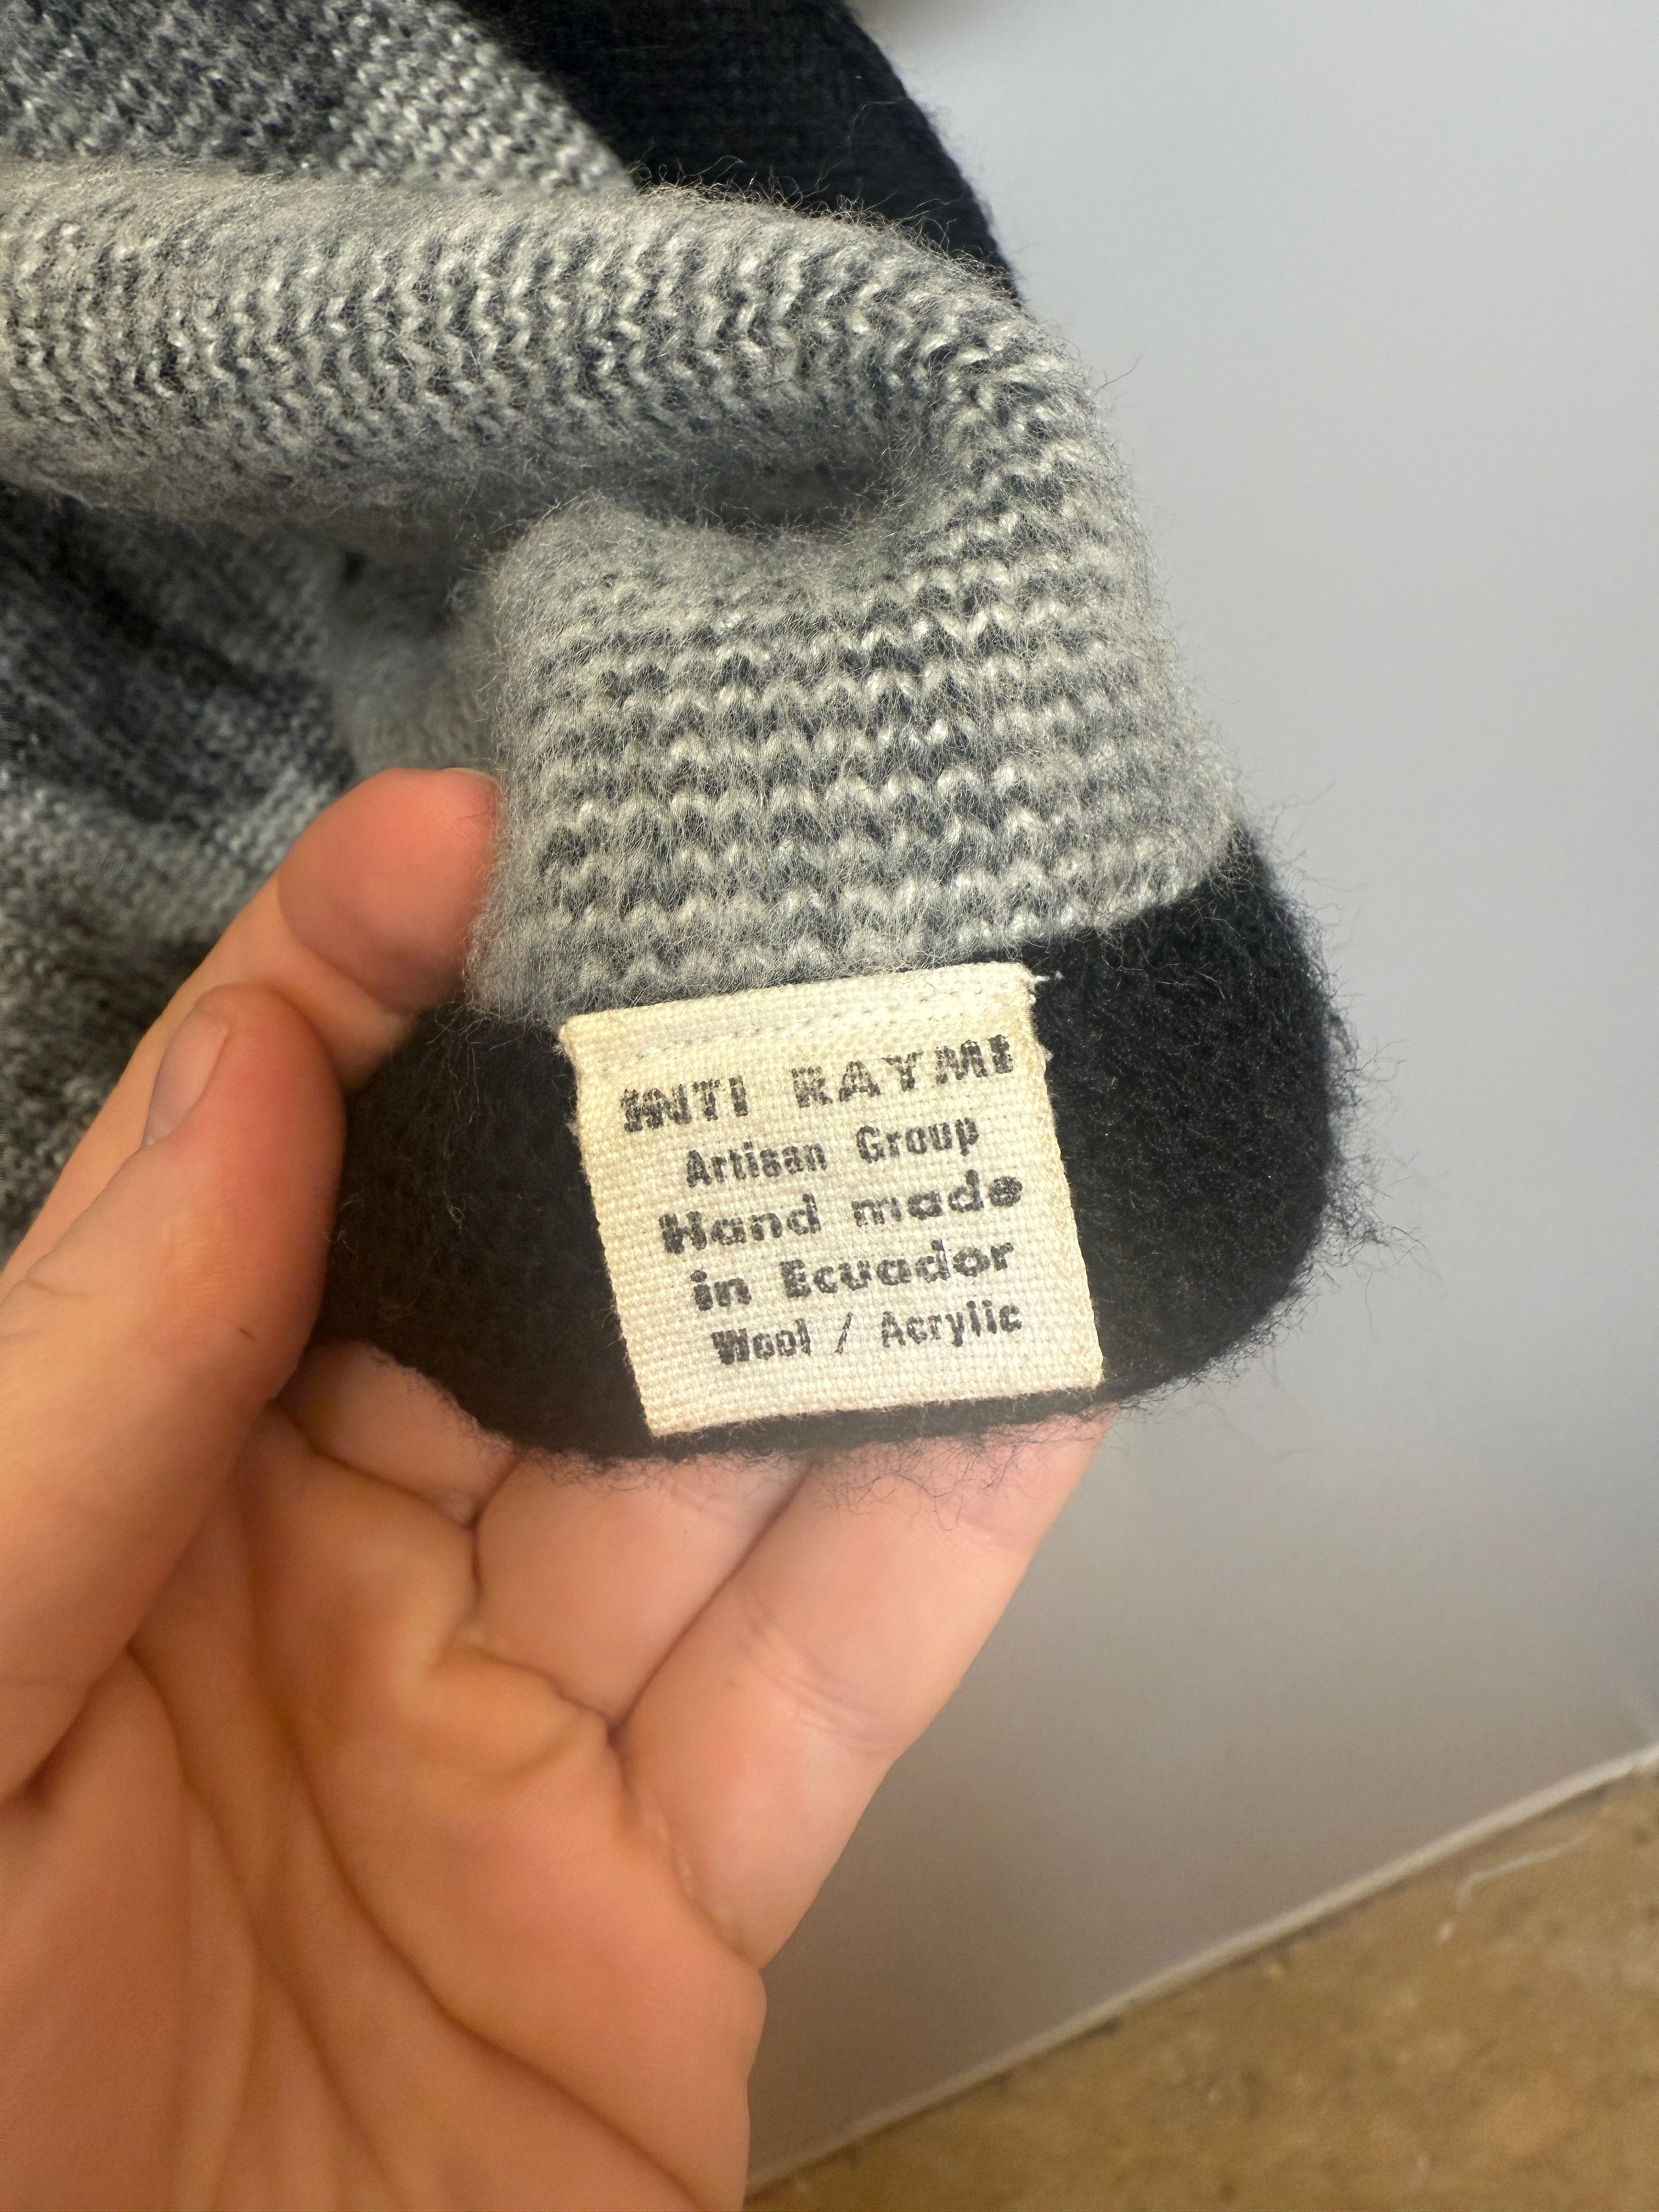 INTI RAYMI
Artisan Group
Hand made
in Ecuador
Wool / Acrylic